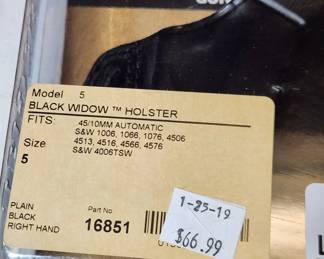 Model 5
BLACK WIDOW ™ HOLSTER
FITS: .45/10MM AUTOMATIC
S&W 1006, 1066, 1076, 4506
4513, 4516, 4566, 4576
S&W 4006TSW
Size
5
PLAIN
BLACK
RIGHT HAND
Part No
16851
1-25-19
$66.99